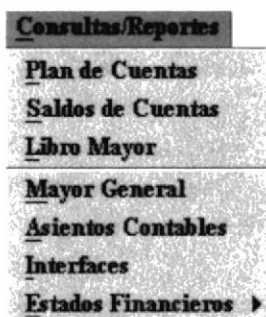 Consultas/Reportes
Plan de Cuentas
Saldos de Cuentas
Libro Mayor
Mayor General
Asientos Contables
Interfaces
Estados Financieros